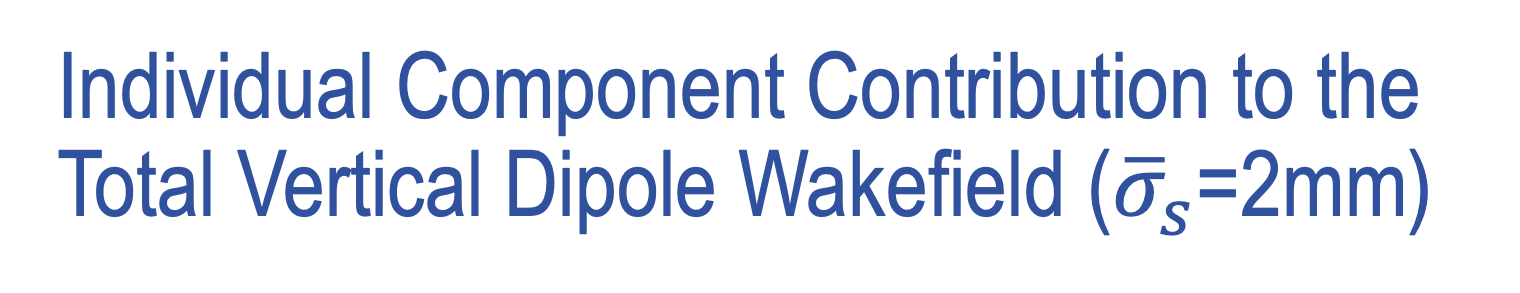 Individual Component Contribution to the
Total Vertical Dipole Wakefield (σ̅ₛ=2mm)